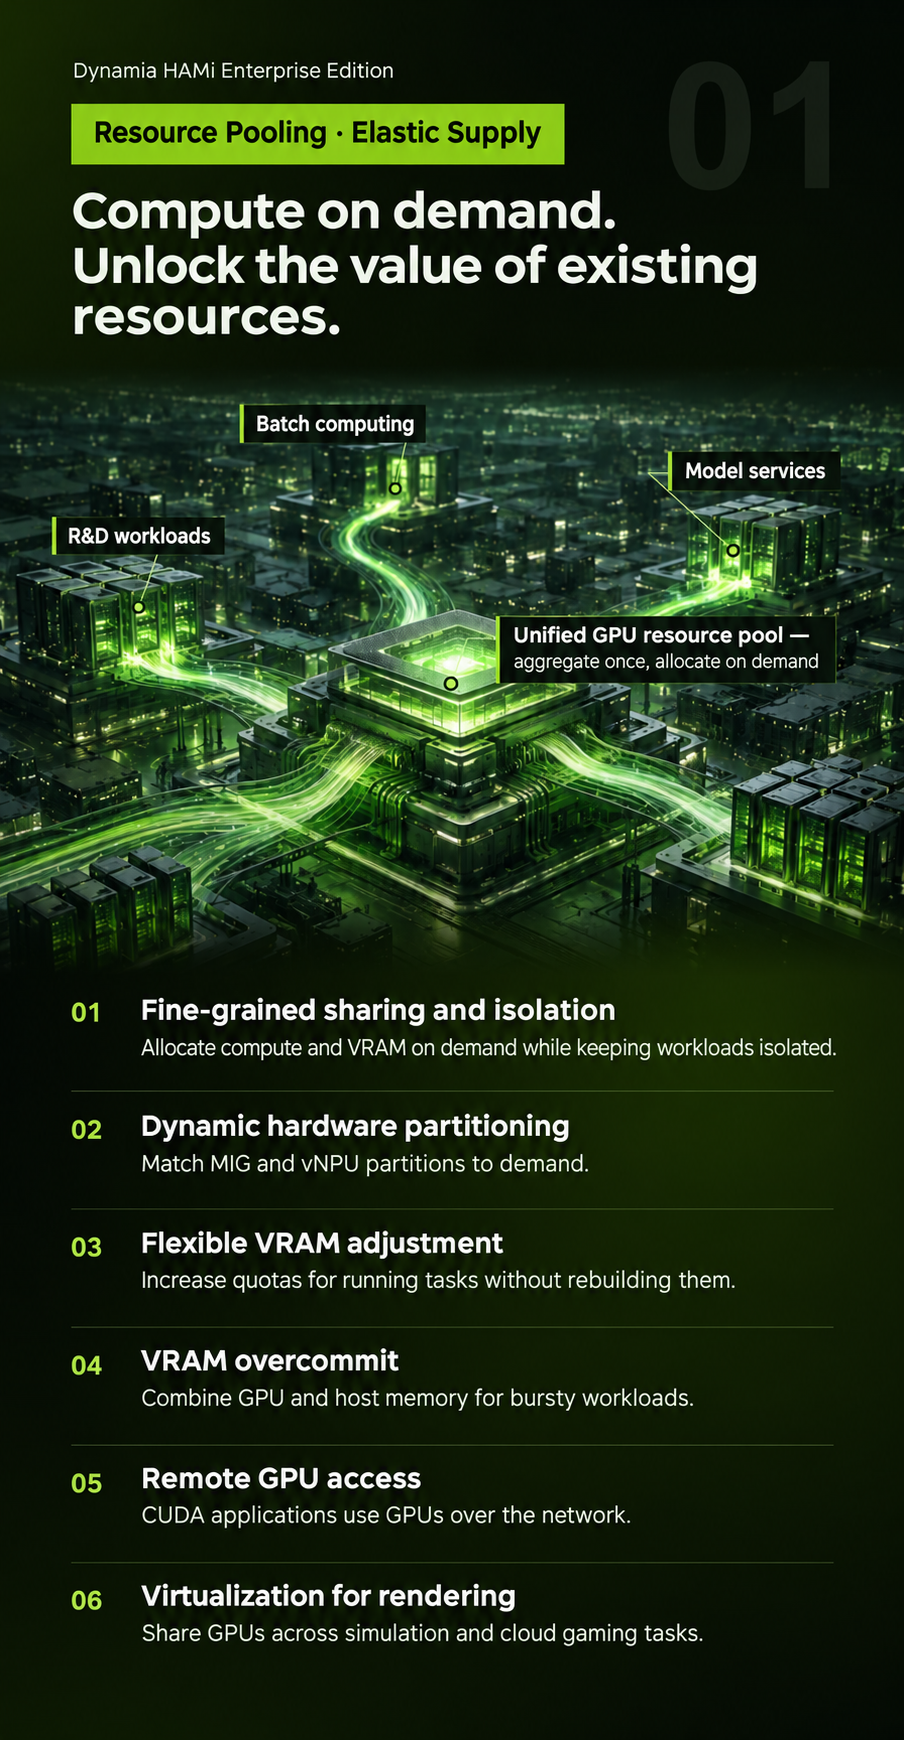 Dynamia HAMi Enterprise Edition
01
Resource Pooling · Elastic Supply
Compute on demand.
Unlock the value of existing
resources.
Batch computing
Model services
R&D workloads
Unified GPU resource pool —
aggregate once, allocate on demand
01
Fine-grained sharing and isolation
Allocate compute and VRAM on demand while keeping workloads isolated.
02
Dynamic hardware partitioning
Match MIG and vNPU partitions to demand.
03
Flexible VRAM adjustment
Increase quotas for running tasks without rebuilding them.
04
VRAM overcommit
Combine GPU and host memory for bursty workloads.
05
Remote GPU access
CUDA applications use GPUs over the network.
06
Virtualization for rendering
Share GPUs across simulation and cloud gaming tasks.